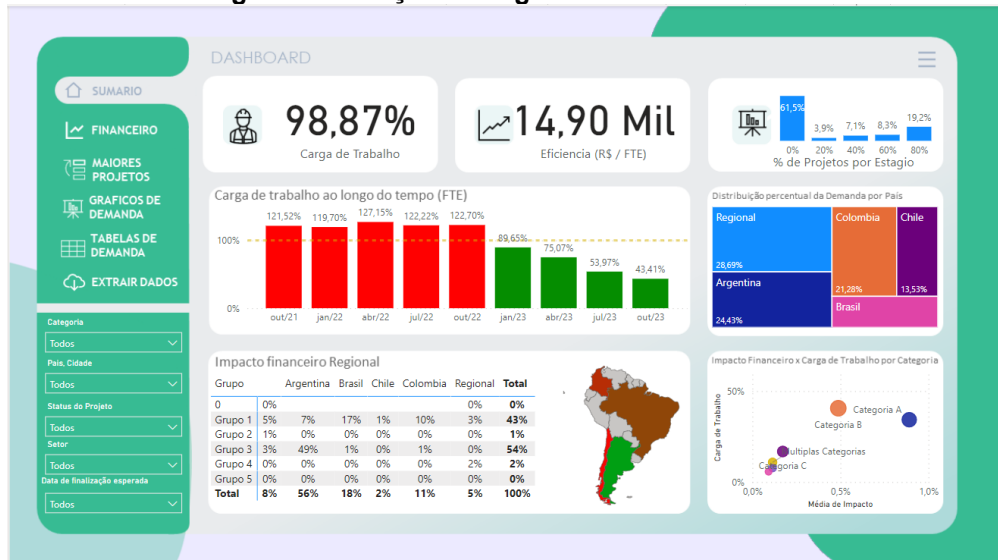 DASHBOARD
SUMARIO
FINANCEIRO
MAIORES
PROJETOS
GRAFICOS DE
DEMANDA
TABELAS DE
DEMANDA
EXTRAIR DADOS
Categoria
Todos
Pais, Cidade
Todos
Status do Projeto
Todos
Setor
Todos
Data de finalização esperada
Todos
98,87%
Carga de Trabalho
14,90 Mil
Eficiencia (R$ / FTE)
61,5% 3,9% 7,1% 8,3% 19,2%
0% 20% 40% 60% 80%
% de Projetos por Estagio
Carga de trabalho ao longo do tempo (FTE)
121,52% 119,70% 127,15% 122,22% 122,70% 89,65% 75,07% 53,97% 43,41%
100%
0%
out/21 jan/22 abr/22 jul/22 out/22 jan/23 abr/23 jul/23 out/23
Distribuição percentual da Demanda por País
Regional
28,69%
Argentina
24,43%
Colombia
21,28%
Chile
13,53%
Brasil
Impacto financeiro Regional
Grupo Argentina Brasil Chile Colombia Regional Total
0 0% 0% 0%
Grupo 1 5% 7% 17% 1% 10% 3% 43%
Grupo 2 1% 0% 0% 0% 0% 0% 1%
Grupo 3 3% 49% 1% 0% 1% 0% 54%
Grupo 4 0% 0% 0% 0% 0% 2% 2%
Grupo 5 0% 0% 0% 0% 0% 0% 0%
Total 8% 56% 18% 2% 11% 5% 100%
Impacto Financeiro x Carga de Trabalho por Categoria
Carga de Trabalho
50%
0%
Categoria A
Categoria B
Categorias
Categoria C
0,0% 0,5% 1,0%
Média de Impacto